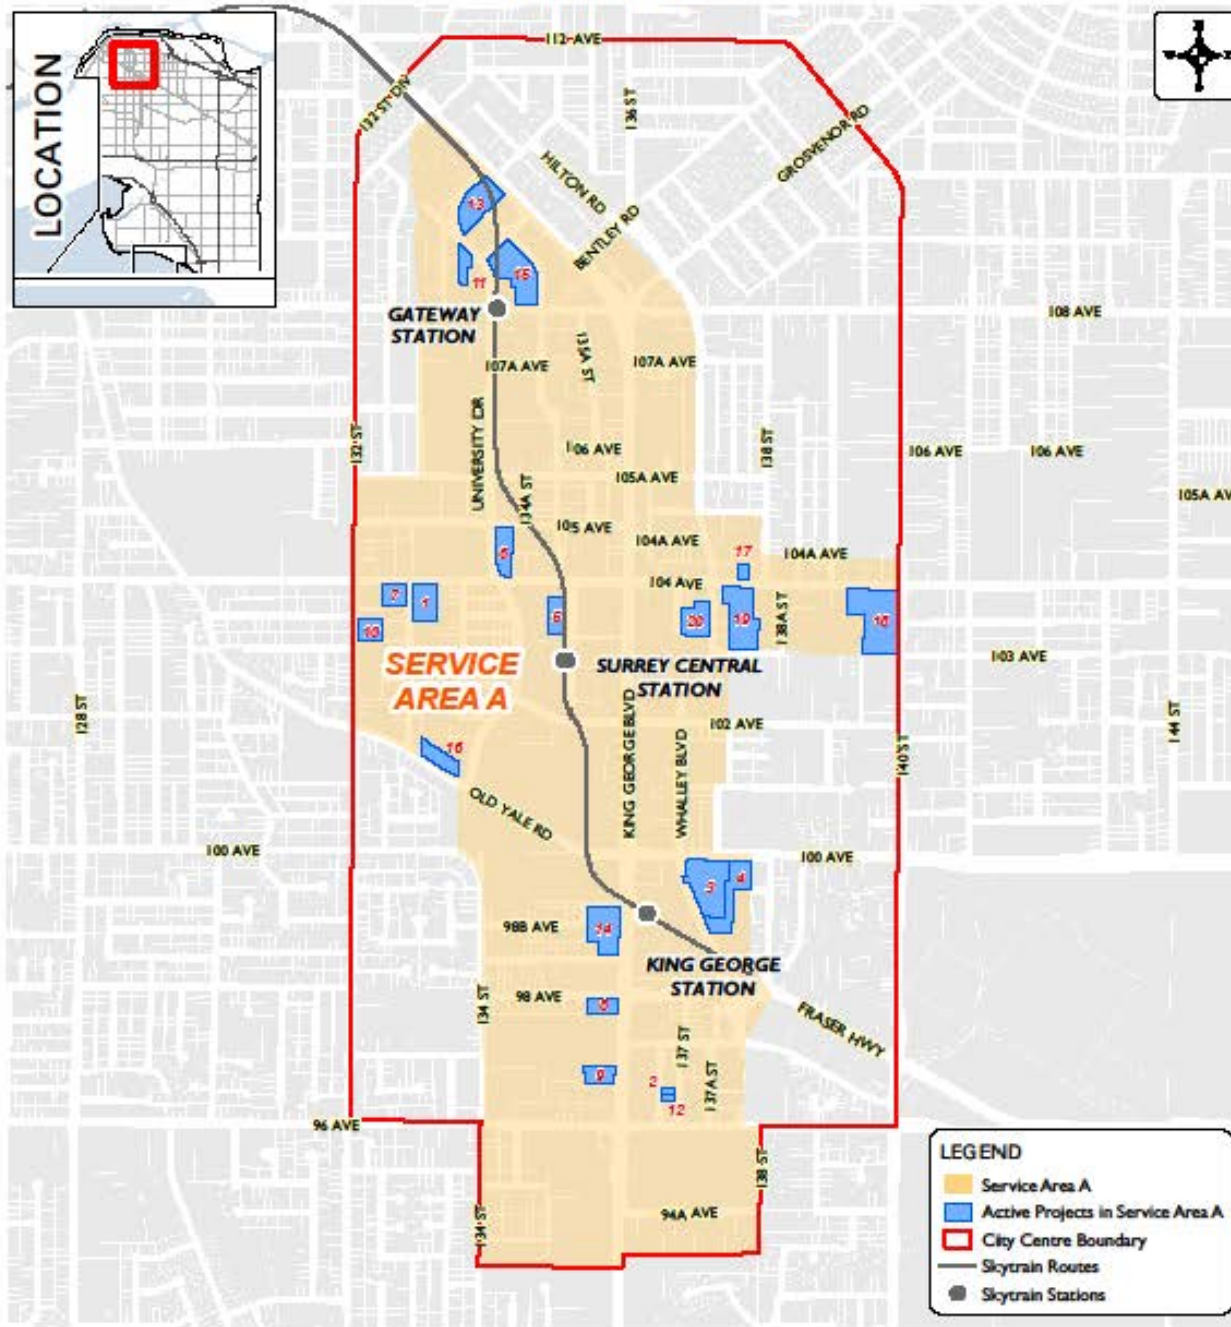 LOCATION
112 AVE
132 ST DIV
136 ST
GROSVENOR RD
HILTON RD
BENTLEY RD
13
11
15
GATEWAY
STATION
108 AVE
135A ST
107A AVE
107A AVE
UNIVERSITY DR
132 ST
138 ST
106 AVE
106 AVE
106 AVE
105A AVE
105A AVE
134A ST
105 AVE
104A AVE
104A AVE
17
5
104 AVE
7
1
10
6
20
19
138A ST
18
SERVICE
AREA A
SURREY CENTRAL
STATION
103 AVE
128 ST
KING GEORGE BLVD
WHALLEY BLVD
102 AVE
144 ST
140 ST
16
OLD YALE RD
100 AVE
100 AVE
3
4
98B AVE
14
KING GEORGE
STATION
98 AVE
8
134 ST
FRASER HWY
137 ST
137A ST
9
2
12
96 AVE
138 ST
134 ST
94A AVE
LEGEND
Service Area A
Active Projects in Service Area A
City Centre Boundary
Skytrain Routes
Skytrain Stations